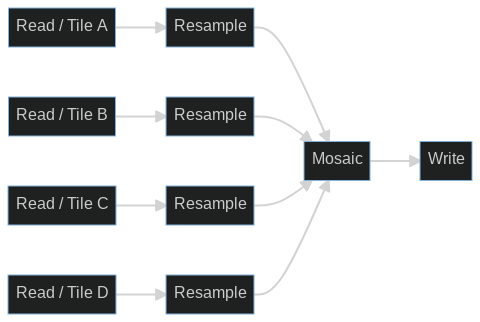 Read / Tile A
Resample
Read / Tile B
Resample
Mosaic
Write
Read / Tile C
Resample
Read / Tile D
Resample